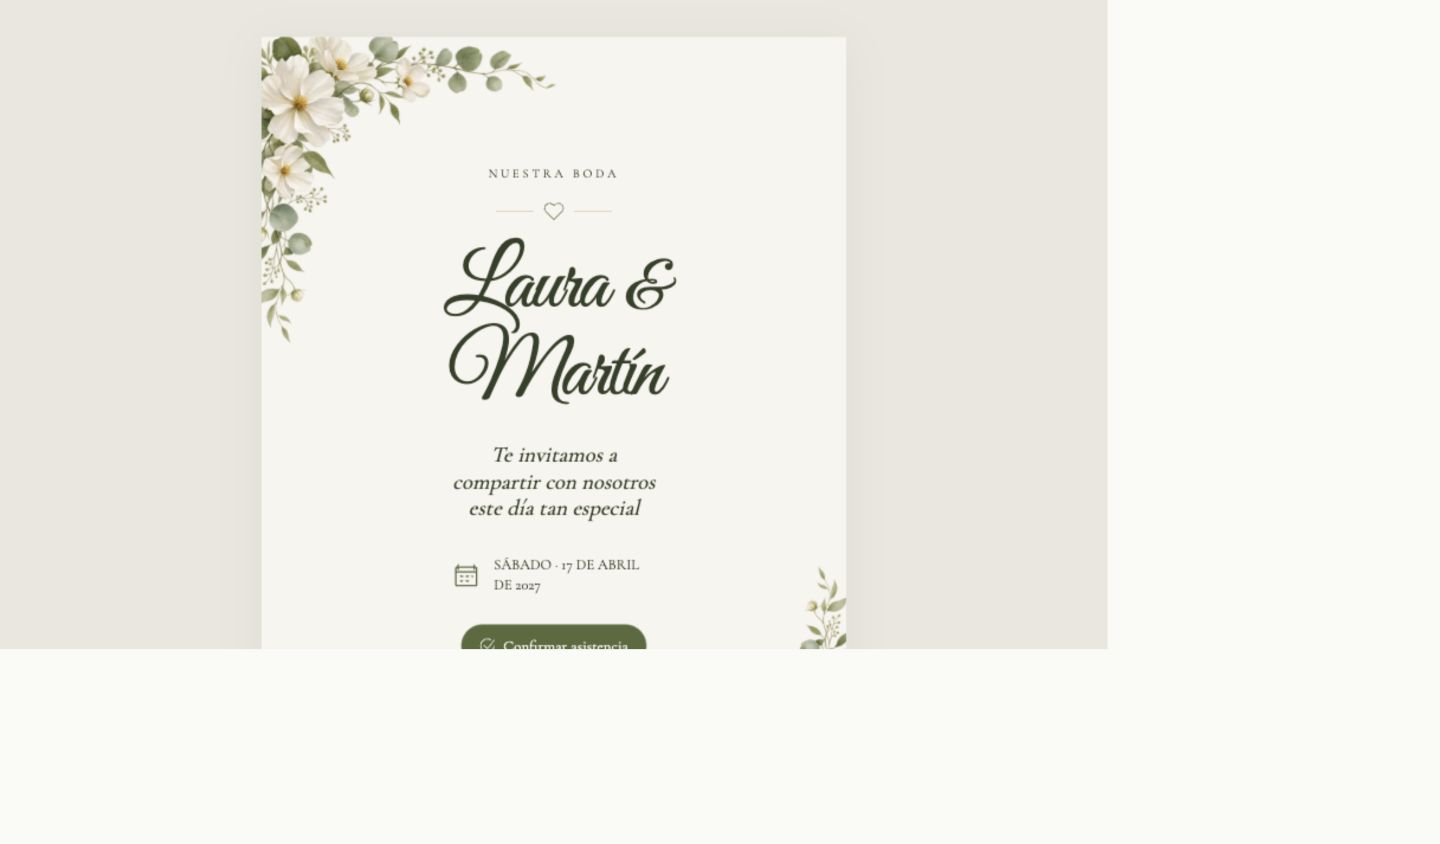 NUESTRA BODA
Laura &
Martín
Te invitamos a
compartir con nosotros
este día tan especial
SÁBADO · 17 DE ABRIL
DE 2027
Confirmar asistencia